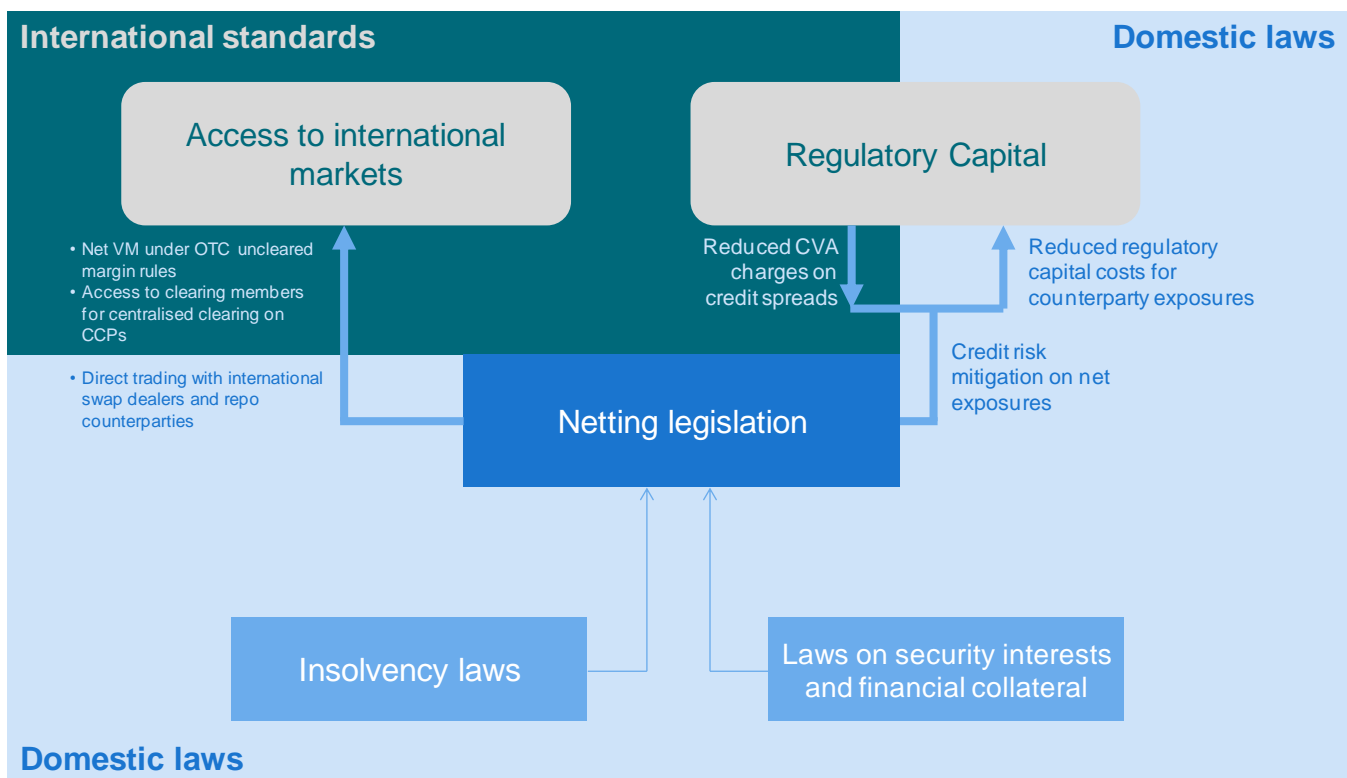 International standards
Domestic laws
Access to international
markets
Regulatory Capital
• Net VM under OTC uncleared
margin rules
• Access to clearing members
for centralised clearing on
CCPs
• Direct trading with international
swap dealers and repo
counterparties
Reduced CVA
charges on
credit spreads
Reduced regulatory
capital costs for
counterparty exposures
Credit risk
mitigation on net
exposures
Netting legislation
Insolvency laws
Laws on security interests
and financial collateral
Domestic laws